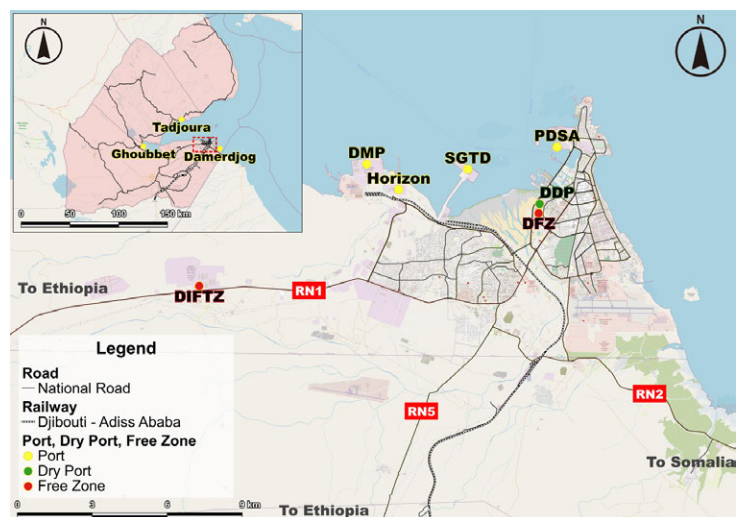 N
Tadjoura
Ghoubbet
Damerdjog
0 50 100 150 km
N
PDSA
DMP
SGTD
Horizon
DDP
DFZ
To Ethiopia
DIFTZ
RN1
Legend
Road
National Road
Railway
Djibouti - Adiss Ababa
Port, Dry Port, Free Zone
Port
Dry Port
Free Zone
0 3 6 9 km
RN2
RN5
To Somalia
To Ethiopia